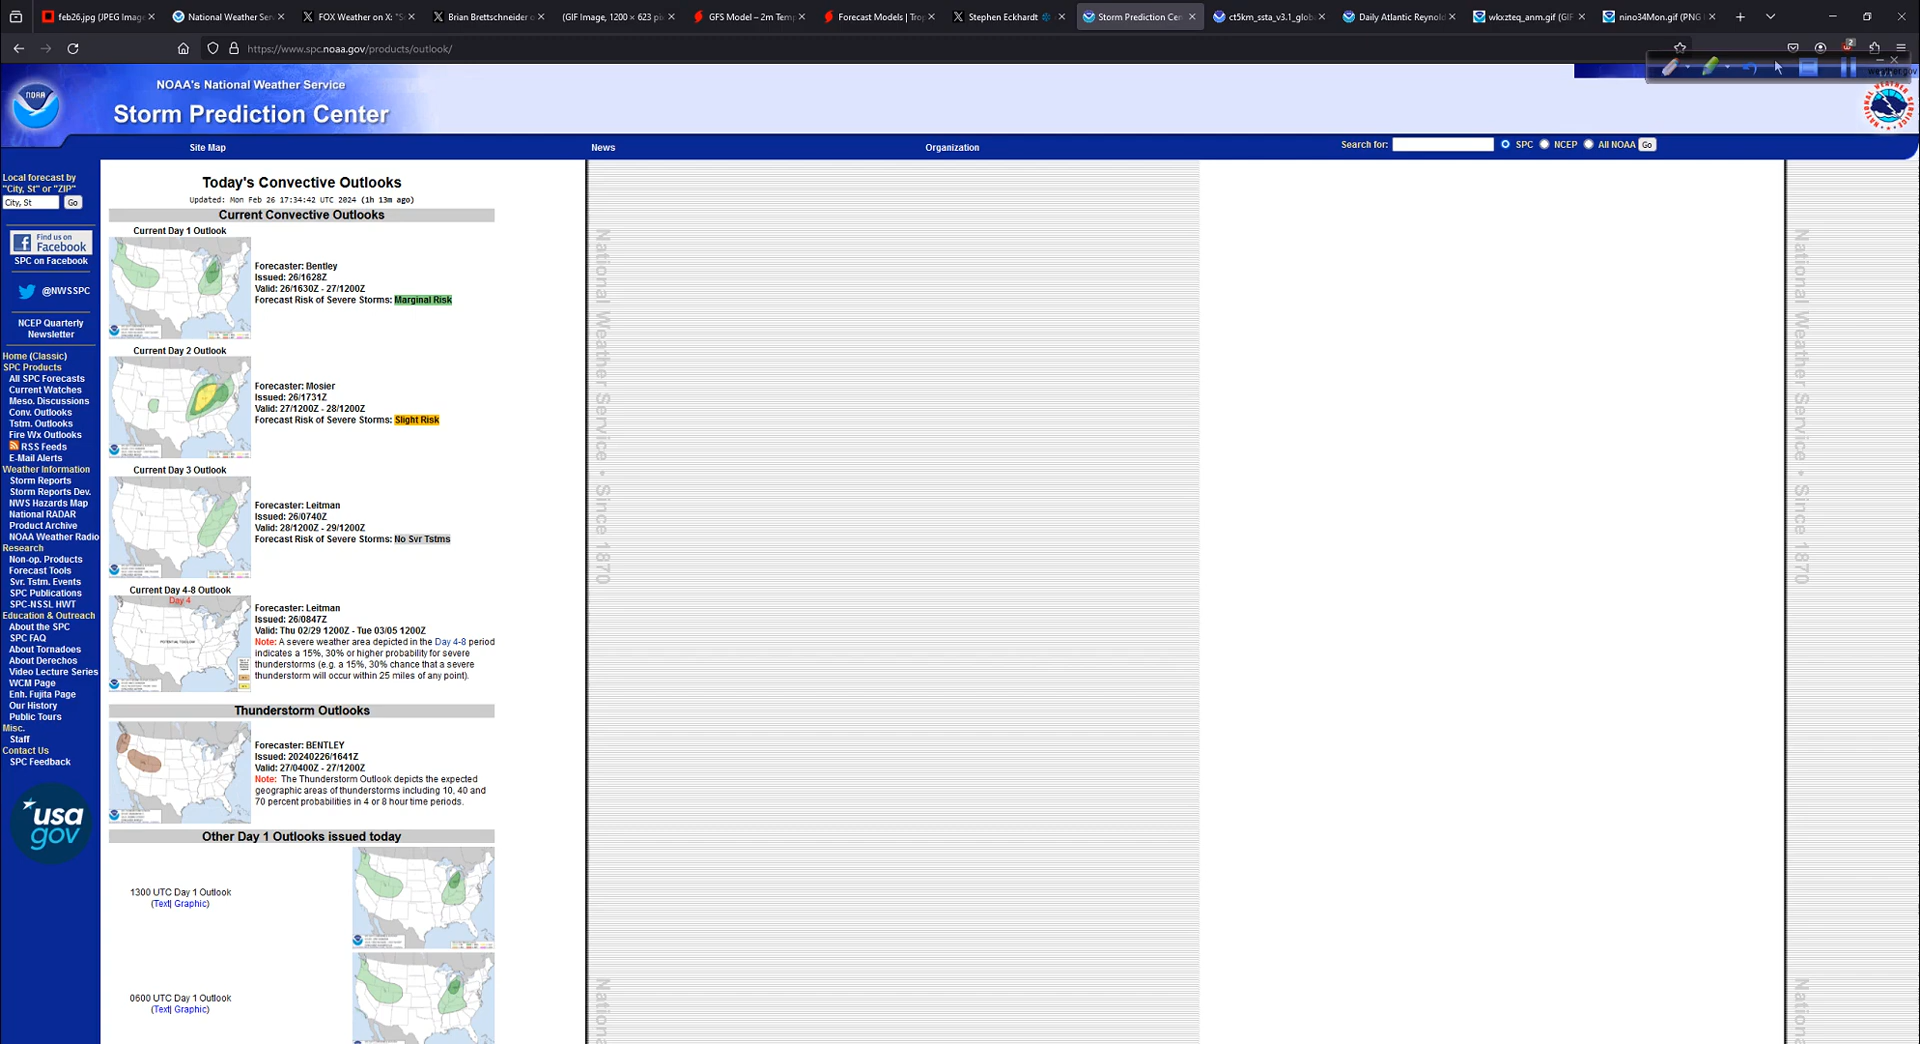 feb26.jpg (JPEG Image
National Weather Ser
FOX Weather on X: "S
Brian Brettschneider o
(GIF Image, 1200 × 623 pi
GFS Model – 2m Temp
Forecast Models | Tro
Stephen Eckhardt
Storm Prediction Cen
ct5km_ssta_v3.1_glob
Daily Atlantic Reynold
wkxzteq_anm.gif (GIF
nino34Mon.gif (PNG
https://www.spc.noaa.gov/products/outlook/
2
NOAA
NOAA's National Weather Service
weather.gov
Storm Prediction Center
Site Map
News
Organization
Search for:
SPC
NCEP
All NOAA
Go
Local forecast by
"City, St" or "ZIP"
City, St
Go
Find us on
Facebook
SPC on Facebook
@NWSSPC
NCEP Quarterly
Newsletter
Home (Classic)
SPC Products
All SPC Forecasts
Current Watches
Meso. Discussions
Conv. Outlooks
Tstm. Outlooks
Fire Wx Outlooks
RSS Feeds
E-Mail Alerts
Weather Information
Storm Reports
Storm Reports Dev.
NWS Hazards Map
National RADAR
Product Archive
NOAA Weather Radio
Research
Non-op. Products
Forecast Tools
Svr. Tstm. Events
SPC Publications
SPC-NSSL HWT
Education & Outreach
About the SPC
SPC FAQ
About Tornadoes
About Derechos
Video Lecture Series
WCM Page
Enh. Fujita Page
Our History
Public Tours
Misc.
Staff
Contact Us
SPC Feedback
usa
gov
Today's Convective Outlooks
Updated: Mon Feb 26 17:34:42 UTC 2024 (1h 13m ago)
Current Convective Outlooks
Current Day 1 Outlook
Forecaster: Bentley
Issued: 26/1628Z
Valid: 26/1630Z - 27/1200Z
Forecast Risk of Severe Storms: Marginal Risk
Current Day 2 Outlook
Forecaster: Mosier
Issued: 26/1731Z
Valid: 27/1200Z - 28/1200Z
Forecast Risk of Severe Storms: Slight Risk
Current Day 3 Outlook
Forecaster: Leitman
Issued: 26/0740Z
Valid: 28/1200Z - 29/1200Z
Forecast Risk of Severe Storms: No Svr Tstms
Current Day 4-8 Outlook
Day 4
Forecaster: Leitman
Issued: 26/0847Z
Valid: Thu 02/29 1200Z - Tue 03/05 1200Z
Note: A severe weather area depicted in the Day 4-8 period
indicates a 15%, 30% or higher probability for severe
thunderstorms (e.g. a 15%, 30% chance that a severe
thunderstorm will occur within 25 miles of any point).
Thunderstorm Outlooks
Forecaster: BENTLEY
Issued: 20240226/1641Z
Valid: 27/0400Z - 27/1200Z
Note: The Thunderstorm Outlook depicts the expected
geographic areas of thunderstorms including 10, 40 and
70 percent probabilities in 4 or 8 hour time periods.
Other Day 1 Outlooks issued today
1300 UTC Day 1 Outlook
(Text| Graphic)
0600 UTC Day 1 Outlook
(Text| Graphic)
National Weather Service • Since 1870
Nationa
National Weather Service • Since 1870
Nationa